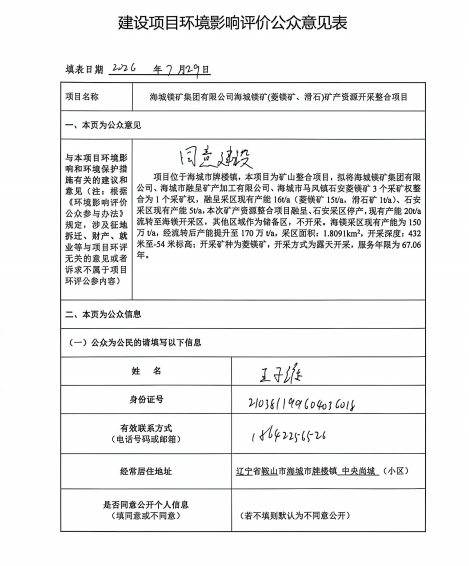 建设项目环境影响评价公众意见表
填表日期 2026 年 7 月 29 日
项目名称 海城镁矿集团有限公司海城镁矿(菱镁矿、滑石)矿产资源开采整合项目
一、本页为公众意见
与本项目环境影响和环境保护措施有关的建议和意见（注：根据《环境影响评价公众参与办法》规定，涉及征地拆迁、财产、就业等与项目环评无关的意见或者诉求不属于项目环评公参内容）
同意建设
项目位于海城市牌楼镇，本项目为矿山整合项目，拟将海城镁矿集团有限
公司、海城市融呈矿产加工有限公司、海城市马风镇石安菱镁矿 3 个采矿权整
合为 1 个采矿权，融呈采区现有产能 16t/a（菱镁矿 15t/a，滑石矿 1t/a）、石安
采区现有产能 5t/a，本次矿产资源整合项目融呈、石安采区停产，现有产能 20t/a
流转至海镁开采区，其他区域作为储备区，不开采。海镁采区现有产能为 150
万 t/a，经流转后产能提升至 170 万 t/a，采区面积：1.8091km²，开采深度：432
米至-54 米标高；开采矿种为菱镁矿，开采方式为露天开采，服务年限为 67.06
年。
二、本页为公众信息
（一）公众为公民的请填写以下信息
姓 名
身份证号
有效联系方式
（电话号码或邮箱） 18642256526
经常居住地址 辽宁省鞍山市海城市牌楼镇 中央尚城 （小区）
是否同意公开个人信息
（填同意或不同意） （若不填则默认为不同意公开）